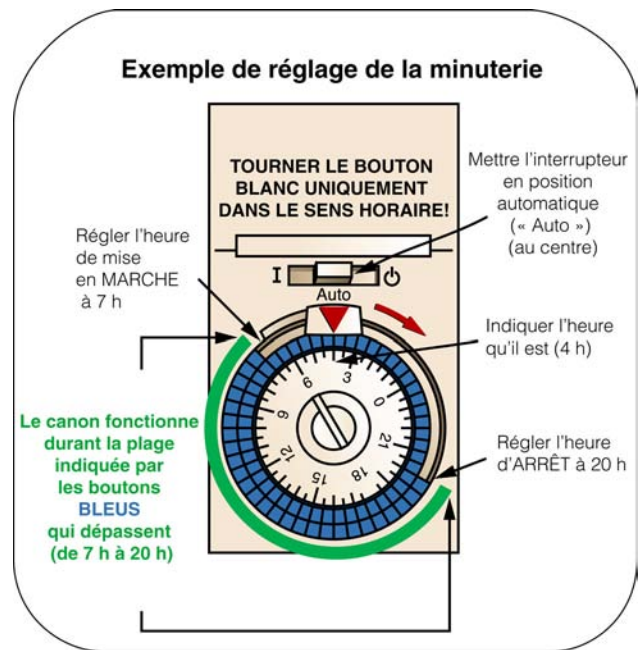 Exemple de réglage de la minuterie
TOURNER LE BOUTON
BLANC UNIQUEMENT
DANS LE SENS HORAIRE!
Mettre l'interrupteur
en position
automatique
(« Auto »)
(au centre)
Régler l'heure
de mise
en MARCHE
à 7 h
I
Auto
Indiquer l'heure
qu'il est (4 h)
Le canon fonctionne
durant la plage
indiquée par
les boutons
BLEUS
qui dépassent
(de 7 h à 20 h)
Régler l'heure
d'ARRÊT à 20 h
3
0
21
18
15
12
9
6